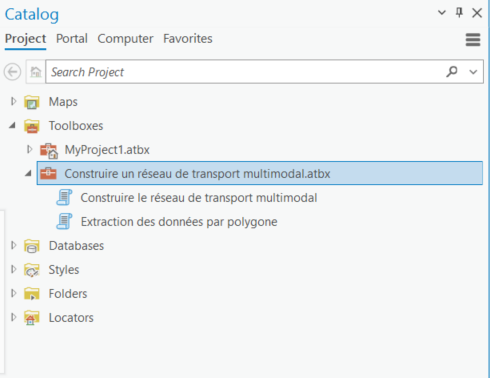 Catalog
Project Portal Computer Favorites
Search Project
Maps
Toolboxes
MyProject1.atbx
Construire un réseau de transport multimodal.atbx
Construire le réseau de transport multimodal
Extraction des données par polygone
Databases
Styles
Folders
Locators